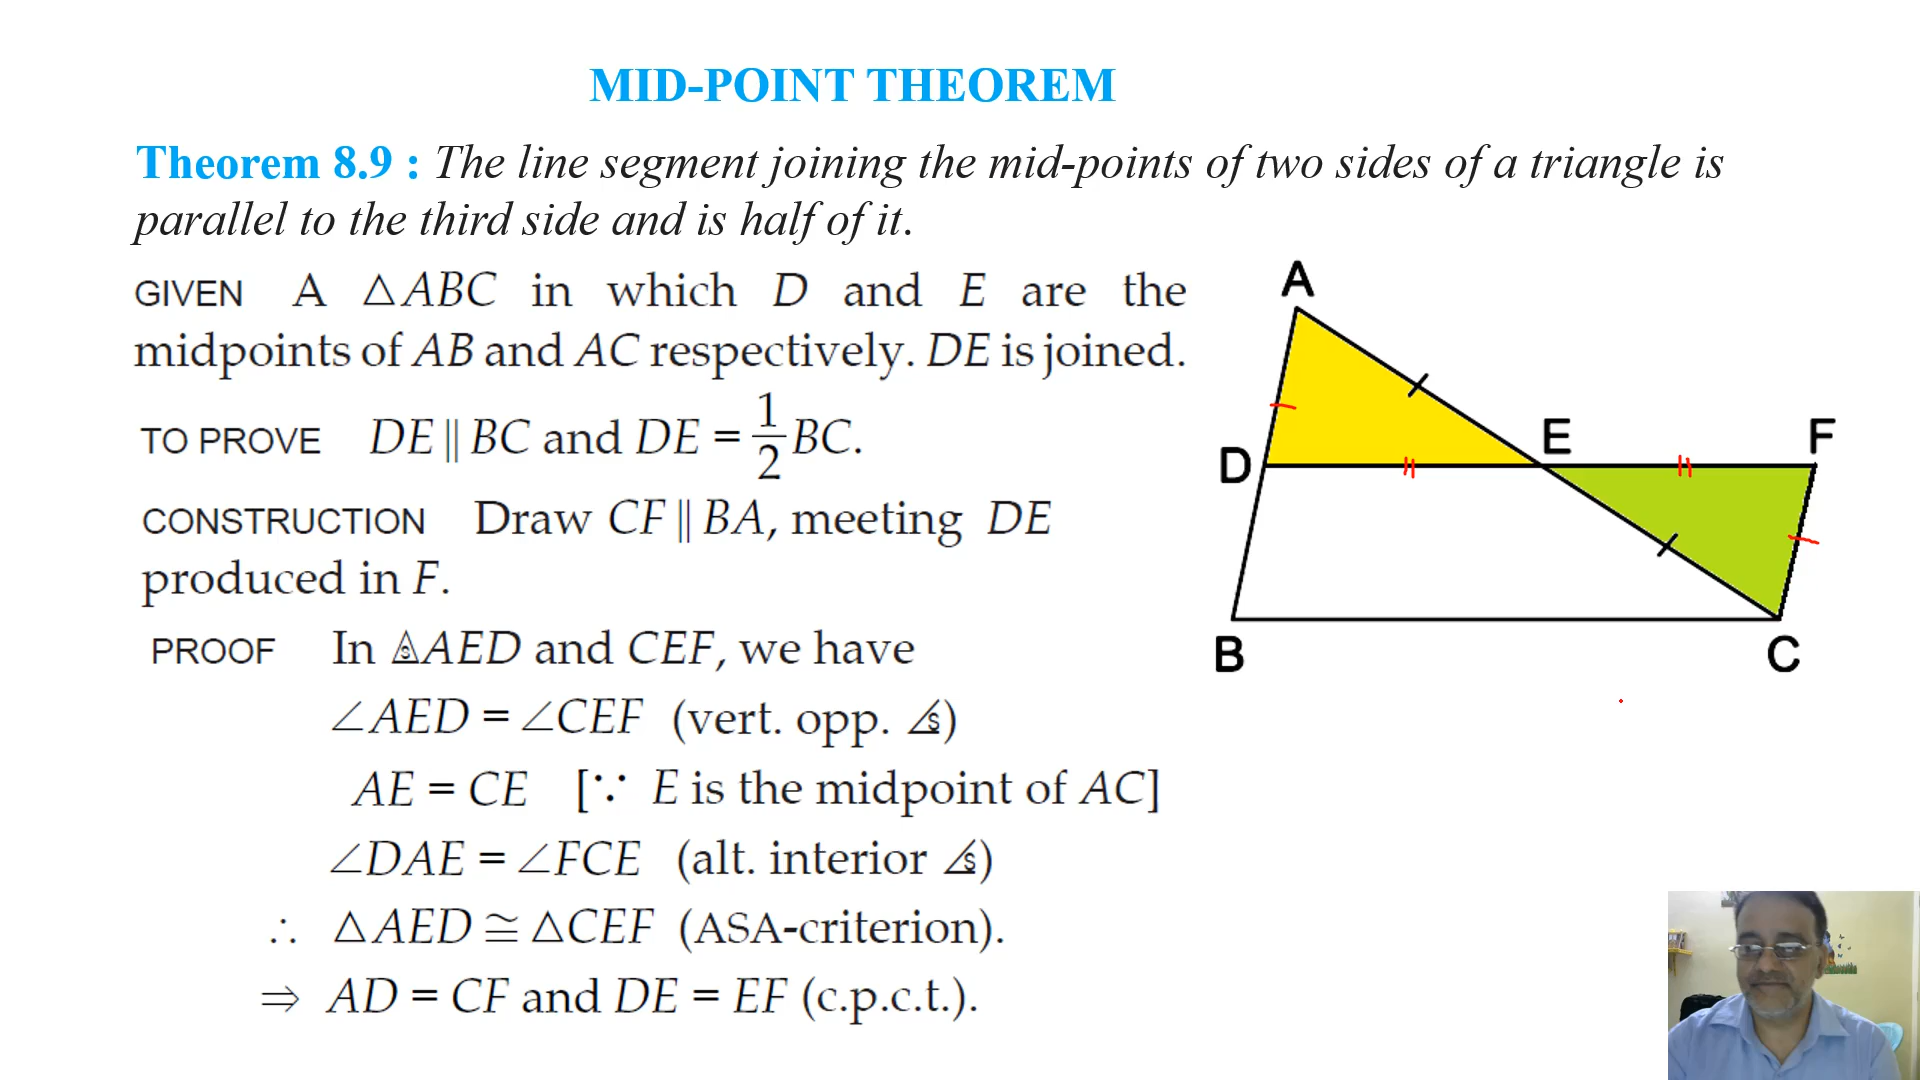 MID-POINT THEOREM
Theorem 8.9 : The line segment joining the mid-points of two sides of a triangle is
parallel to the third side and is half of it.
GIVEN A △ABC in which D and E are the
midpoints of AB and AC respectively. DE is joined.
TO PROVE DE || BC and DE = 1/2 BC.
CONSTRUCTION Draw CF || BA, meeting DE
produced in F.
PROOF In △s AED and CEF, we have
∠AED = ∠CEF (vert. opp. ∠s)
AE = CE [∵ E is the midpoint of AC]
∠DAE = ∠FCE (alt. interior ∠s)
∴ △AED ≅ △CEF (ASA-criterion).
⇒ AD = CF and DE = EF (c.p.c.t.).
A
D
E
F
B
C